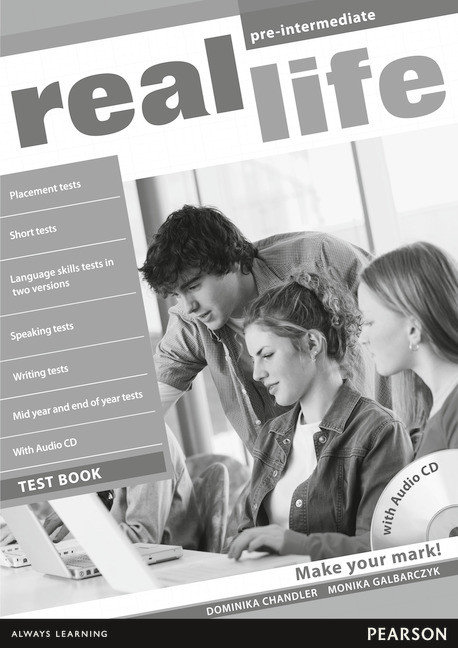 pre-intermediate
real
life
Placement tests
Short tests
Language skills tests in
two versions
Speaking tests
Writing tests
Mid year and end of year tests
With Audio CD
TEST BOOK
with Audio CD
Make your mark!
DOMINIKA CHANDLER MONIKA GALBARCZYK
ALWAYS LEARNING
PEARSON